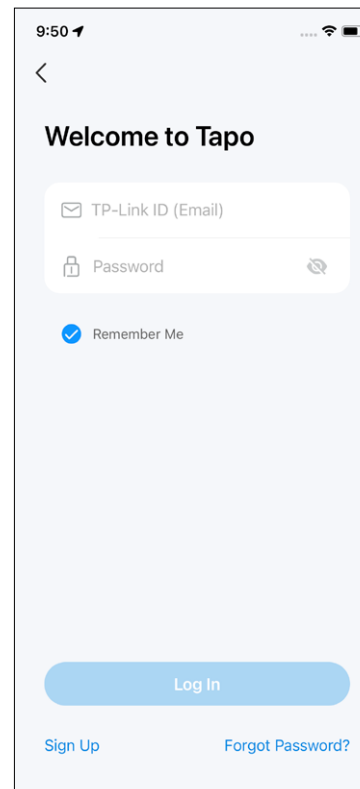 9:50
Welcome to Tapo
TP-Link ID (Email)
Password
Remember Me
Log In
Sign Up
Forgot Password?